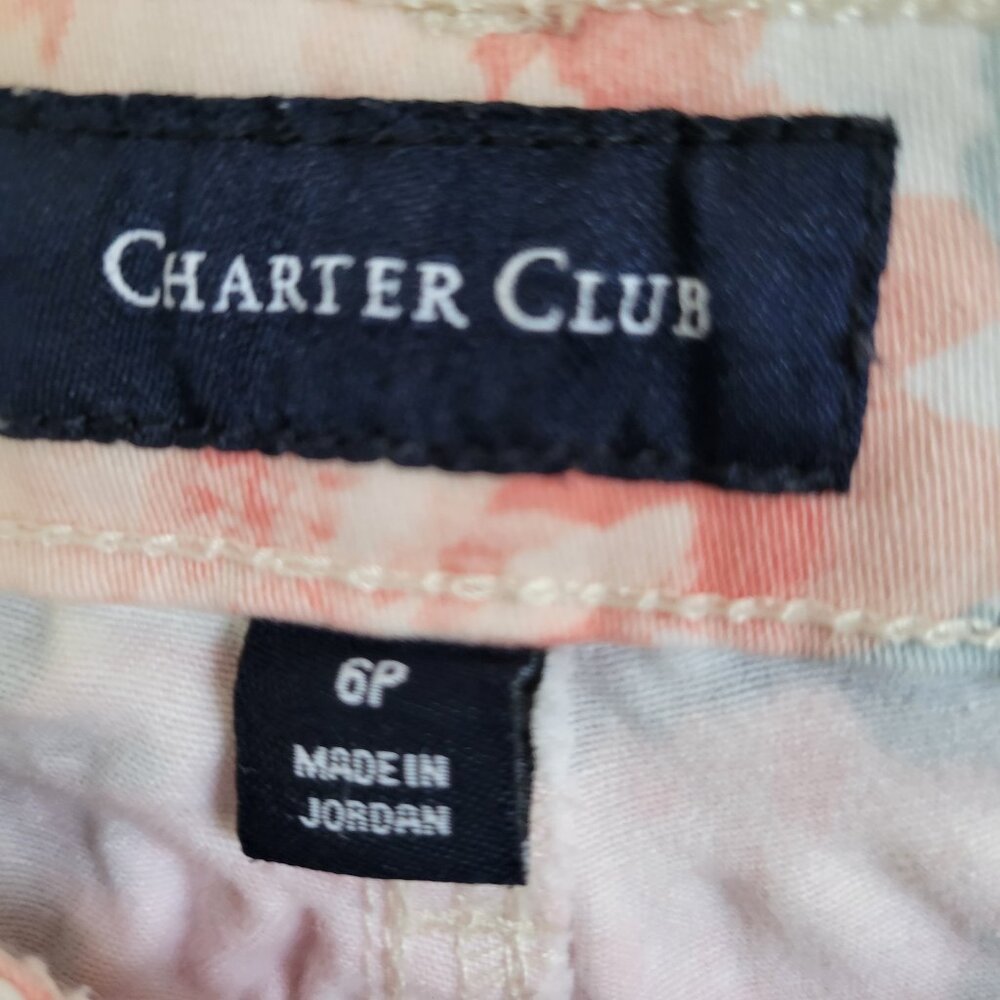 CHARTER CLUB
6P
MADE IN
JORDAN